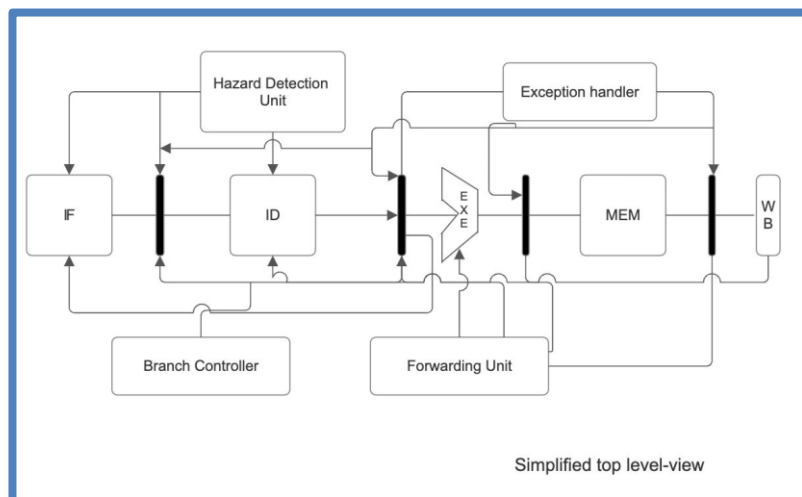 Hazard Detection
Unit
Exception handler
IF
ID
E
X
E
MEM
W
B
Branch Controller
Forwarding Unit
Simplified top level-view